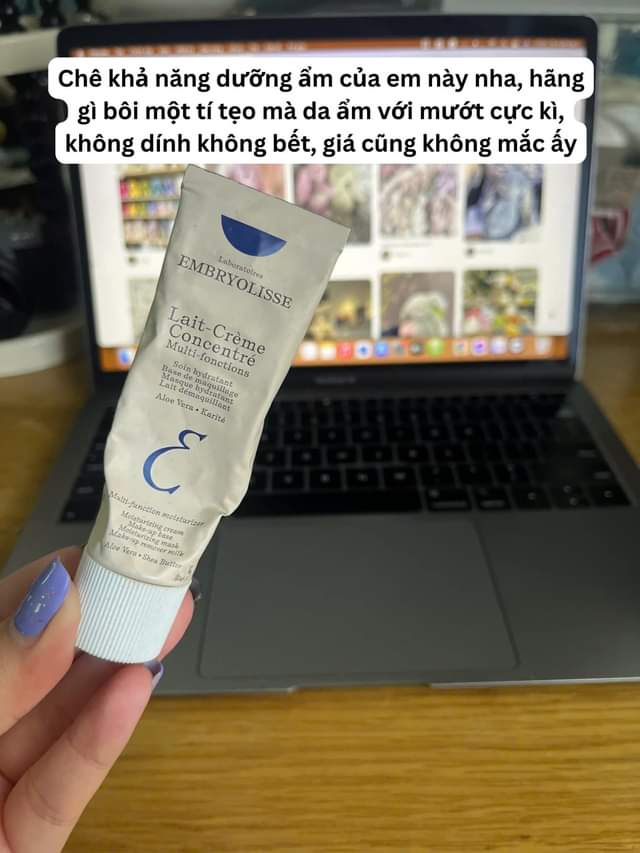 Chê khả năng dưỡng ẩm của em này nha, hãng
gì bôi một tí tẹo mà da ẩm với mướt cực kì,
không dính không bết, giá cũng không mắc ấy
Laboratoires
EMBRYOLISSE
Lait-Crème
Concentré
Multi-fonctions
Soin hydratant
Base de maquillage
Masque hydratant
Lait démaquillant
Aloe Vera • Karité
Multi-function moisturizer
Moisturizing cream
Make-up base
Moisturizing mask
Make-up remover milk
Aloe Vera • Shea Butter